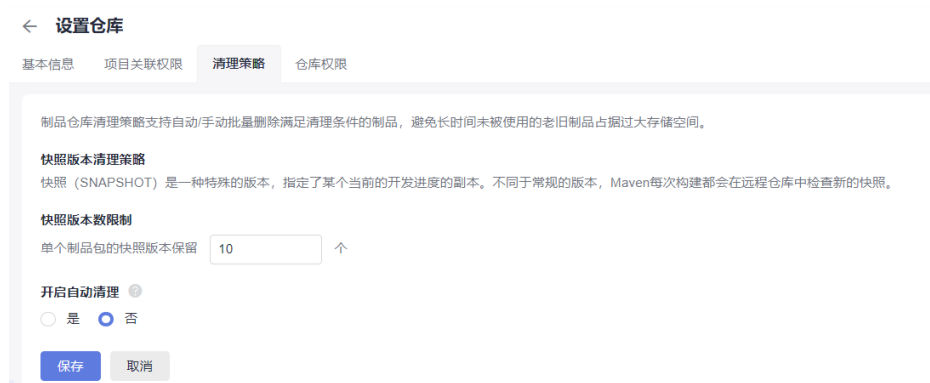 ← 设置仓库
基本信息 项目关联权限 清理策略 仓库权限
制品仓库清理策略支持自动/手动批量删除满足清理条件的制品，避免长时间未被使用的老旧制品占据过大存储空间。
快照版本清理策略
快照（SNAPSHOT）是一种特殊的版本，指定了某个当前的开发进度的副本。不同于常规的版本，Maven每次构建都会在远程仓库中检查新的快照。
快照版本数限制
单个制品包的快照版本保留 10 个
开启自动清理 ?
是 否
保存 取消